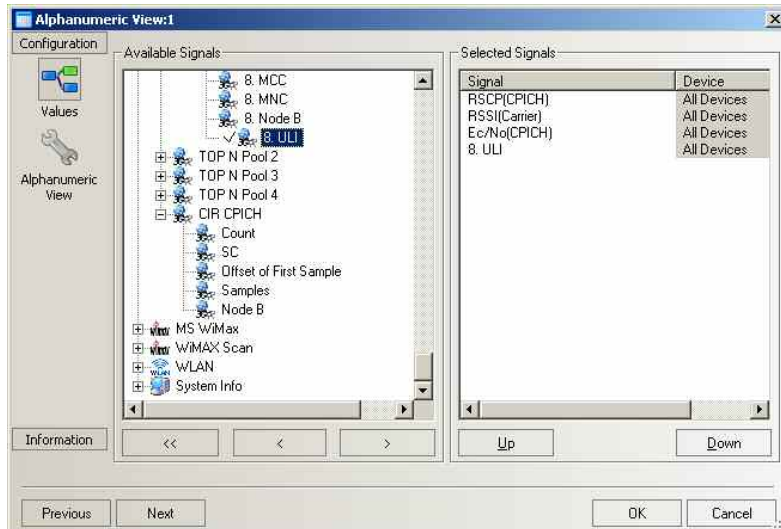 Alphanumeric View:1
Configuration
Values
Alphanumeric
View
Information
Available Signals
8. MCC
8. MNC
8. Node B
8. ULI
TOP N Pool 2
TOP N Pool 3
TOP N Pool 4
CIR CPICH
Count
SC
Offset of First Sample
Samples
Node B
MS WiMax
WiMAX Scan
WLAN
System Info
<<
<
>
Selected Signals
Signal Device
RSCP(CPICH) All Devices
RSSI(Carrier) All Devices
Ec/No(CPICH) All Devices
8. ULI All Devices
Up
Down
Previous
Next
OK
Cancel